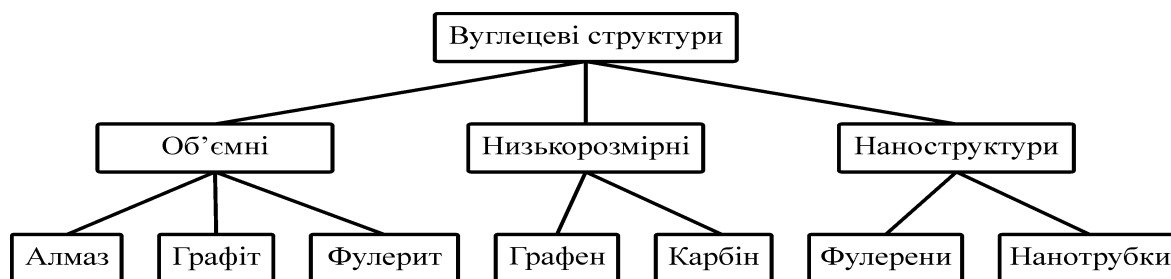 Вуглецеві структури
Об’ємні
Низькорозмірні
Наноструктури
Алмаз
Графіт
Фулерит
Графен
Карбін
Фулерени
Нанотрубки